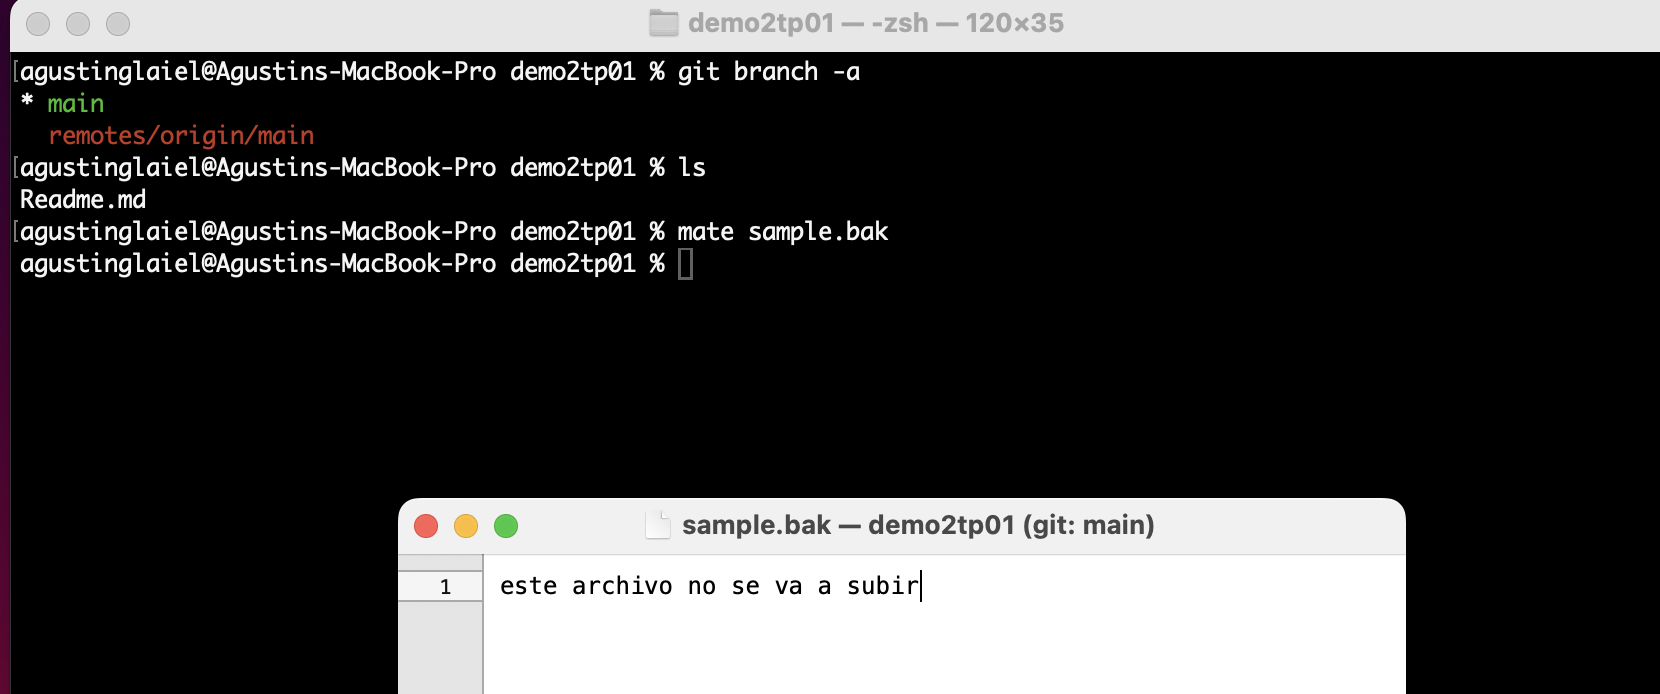 demo2tp01 — -zsh — 120×35
[agustinglaiel@Agustins-MacBook-Pro demo2tp01 % git branch -a
* main
remotes/origin/main
[agustinglaiel@Agustins-MacBook-Pro demo2tp01 % ls
Readme.md
[agustinglaiel@Agustins-MacBook-Pro demo2tp01 % mate sample.bak
agustinglaiel@Agustins-MacBook-Pro demo2tp01 %
sample.bak — demo2tp01 (git: main)
1 este archivo no se va a subir